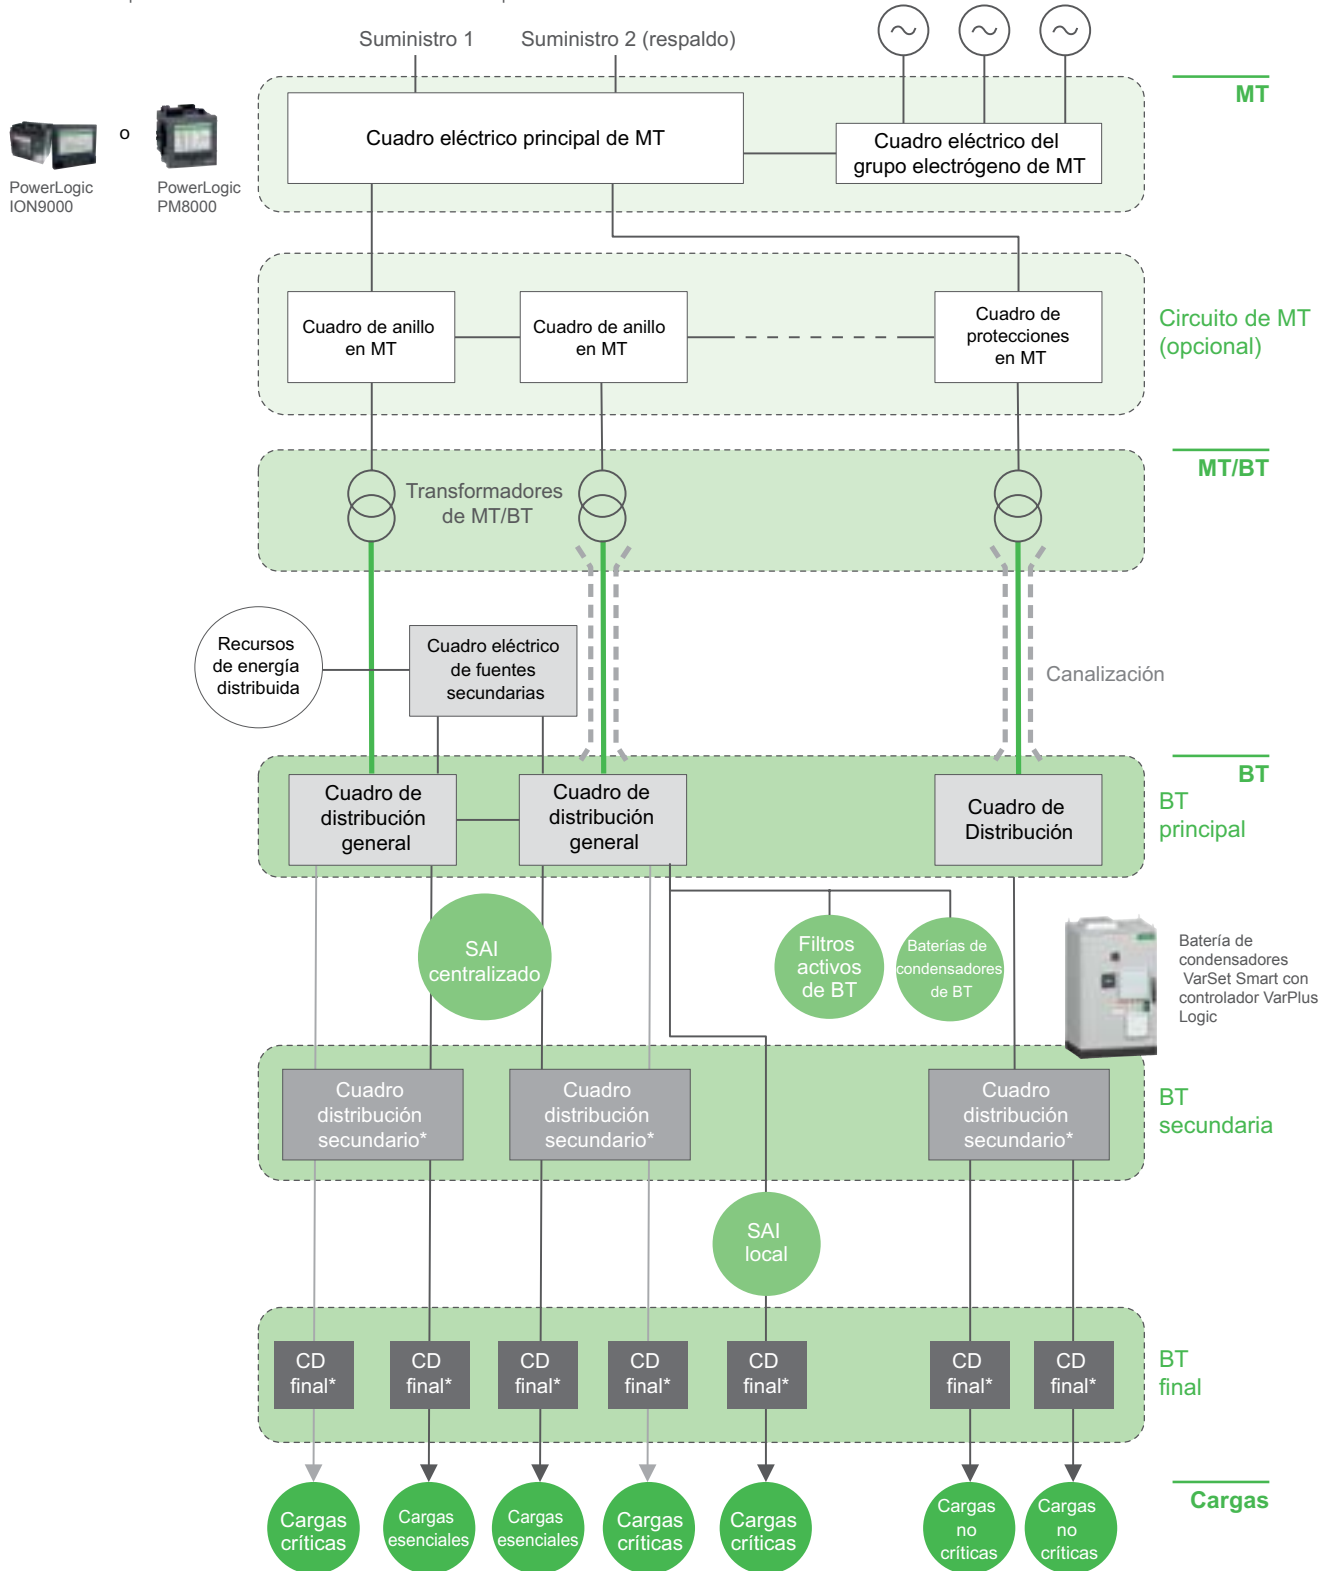 Suministro 1
Suministro 2 (respaldo)
MT
Cuadro eléctrico principal de MT
Cuadro eléctrico del
grupo electrógeno de MT
o
PowerLogic
ION9000
PowerLogic
PM8000
Cuadro de anillo
en MT
Cuadro de anillo
en MT
Cuadro de
protecciones
en MT
Circuito de MT
(opcional)
MT/BT
Transformadores
de MT/BT
Recursos
de energía
distribuida
Cuadro eléctrico
de fuentes
secundarias
Canalización
BT
Cuadro de
distribución
general
Cuadro de
distribución
general
Cuadro de
Distribución
BT
principal
SAI
centralizado
Filtros
activos
de BT
Baterías de
condensadores
de BT
Batería de
condensadores
VarSet Smart con
controlador VarPlus
Logic
Cuadro
distribución
secundario*
Cuadro
distribución
secundario*
Cuadro
distribución
secundario*
BT
secundaria
SAI
local
CD
final*
CD
final*
CD
final*
CD
final*
CD
final*
CD
final*
CD
final*
BT
final
Cargas
Cargas
críticas
Cargas
esenciales
Cargas
esenciales
Cargas
críticas
Cargas
críticas
Cargas
no
críticas
Cargas
no
críticas